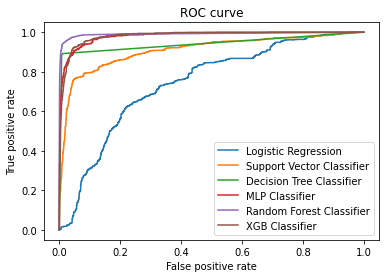 ROC curve
True positive rate
1.0
0.8
0.6
0.4
0.2
0.0
Logistic Regression
Support Vector Classifier
Decision Tree Classifier
MLP Classifier
Random Forest Classifier
XGB Classifier
0.0 0.2 0.4 0.6 0.8 1.0
False positive rate